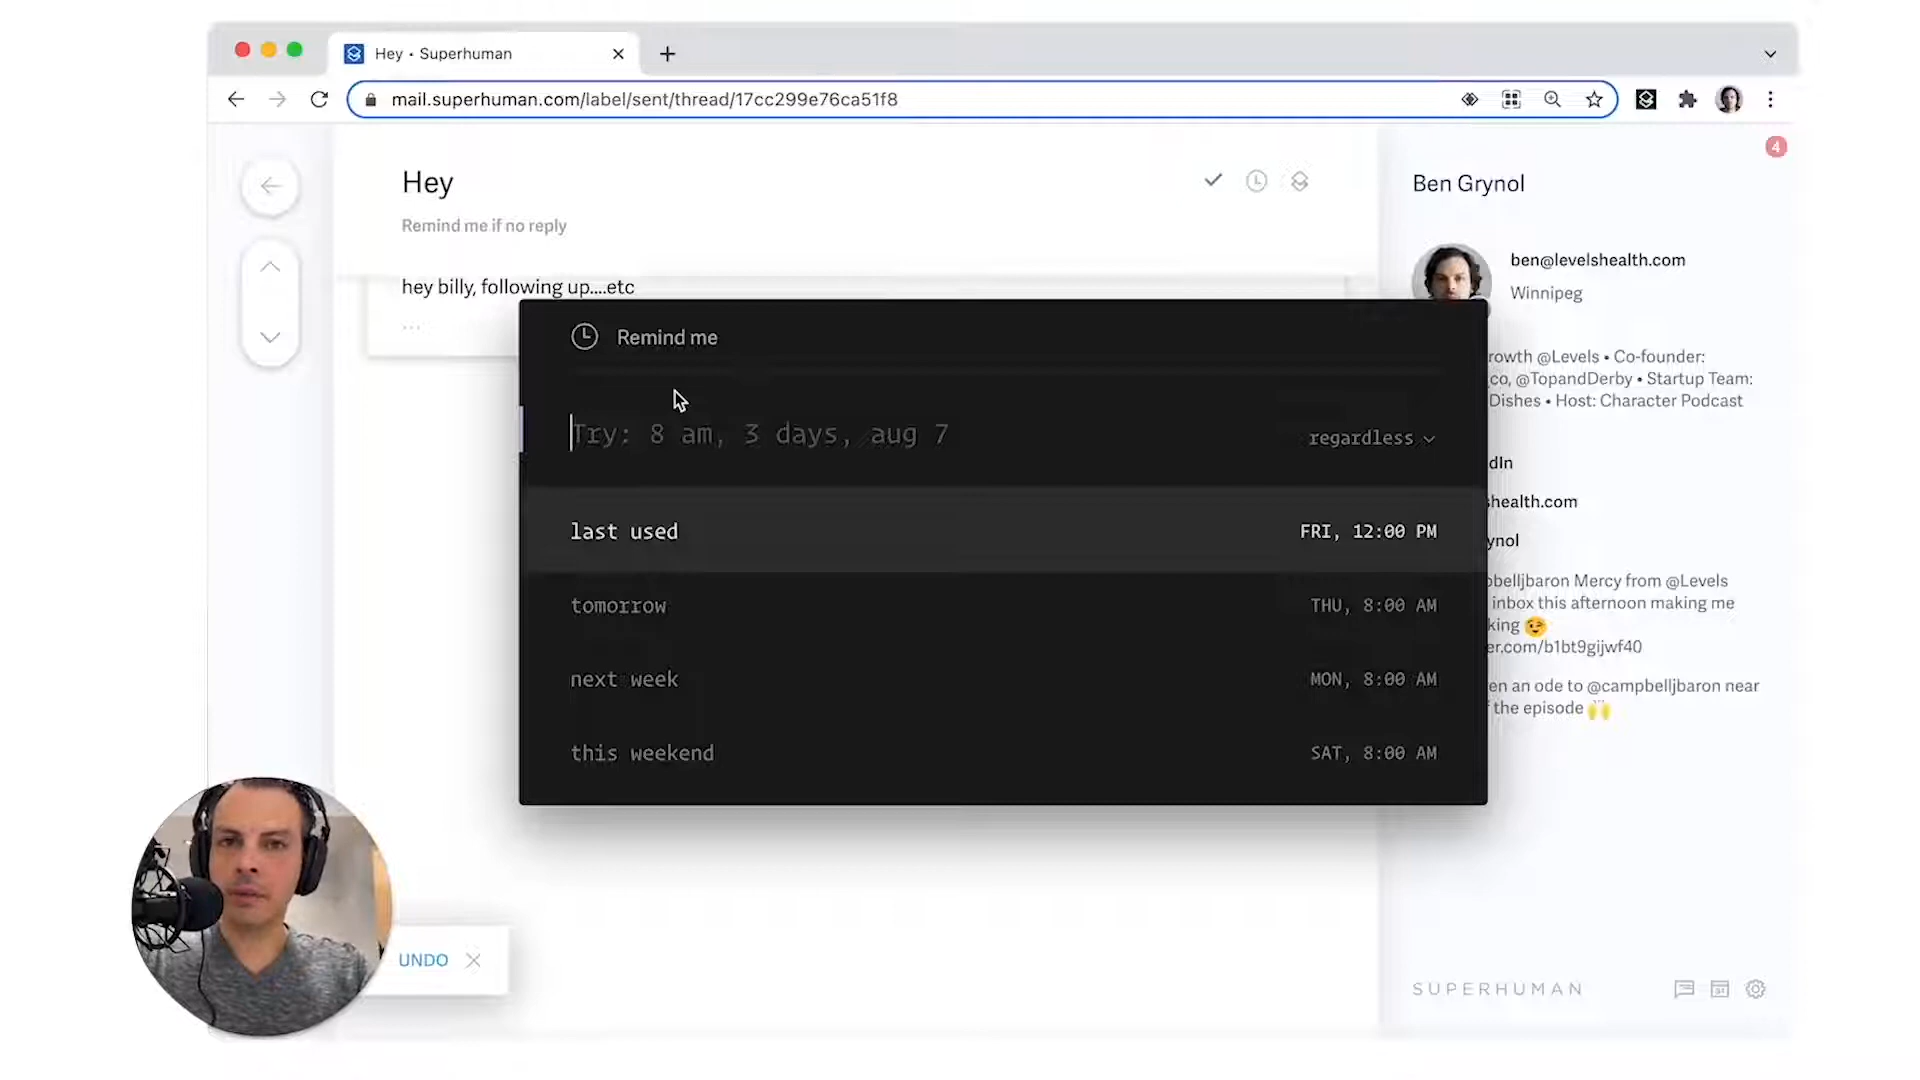 Hey • Superhuman
mail.superhuman.com/label/sent/thread/17cc299e76ca51f8
4
Hey
Remind me if no reply
hey billy, following up....etc
...
Remind me
Try: 8 am, 3 days, aug 7
regardless
last used FRI, 12:00 PM
tomorrow THU, 8:00 AM
next week MON, 8:00 AM
this weekend SAT, 8:00 AM
UNDO
Ben Grynol
ben@levelshealth.com
Winnipeg
rowth @Levels • Co-founder:
co, @TopandDerby • Startup Team:
Dishes • Host: Character Podcast
dIn
health.com
ynol
belljbaron Mercy from @Levels
inbox this afternoon making me
king 😉
er.com/b1bt9gijwf40
en an ode to @campbelljbaron near
the episode 🙌
SUPERHUMAN
31